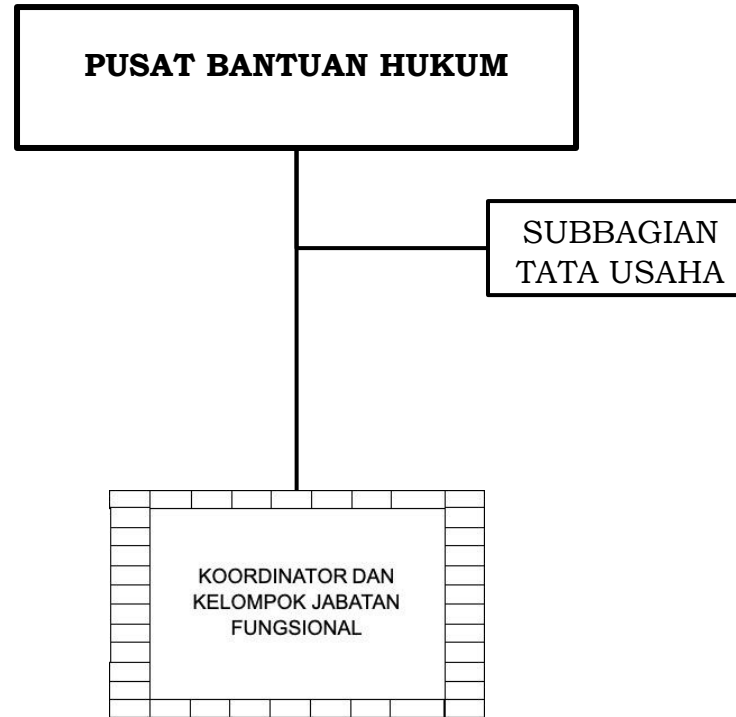 PUSAT BANTUAN HUKUM
SUBBAGIAN
TATA USAHA
KOORDINATOR DAN
KELOMPOK JABATAN
FUNGSIONAL